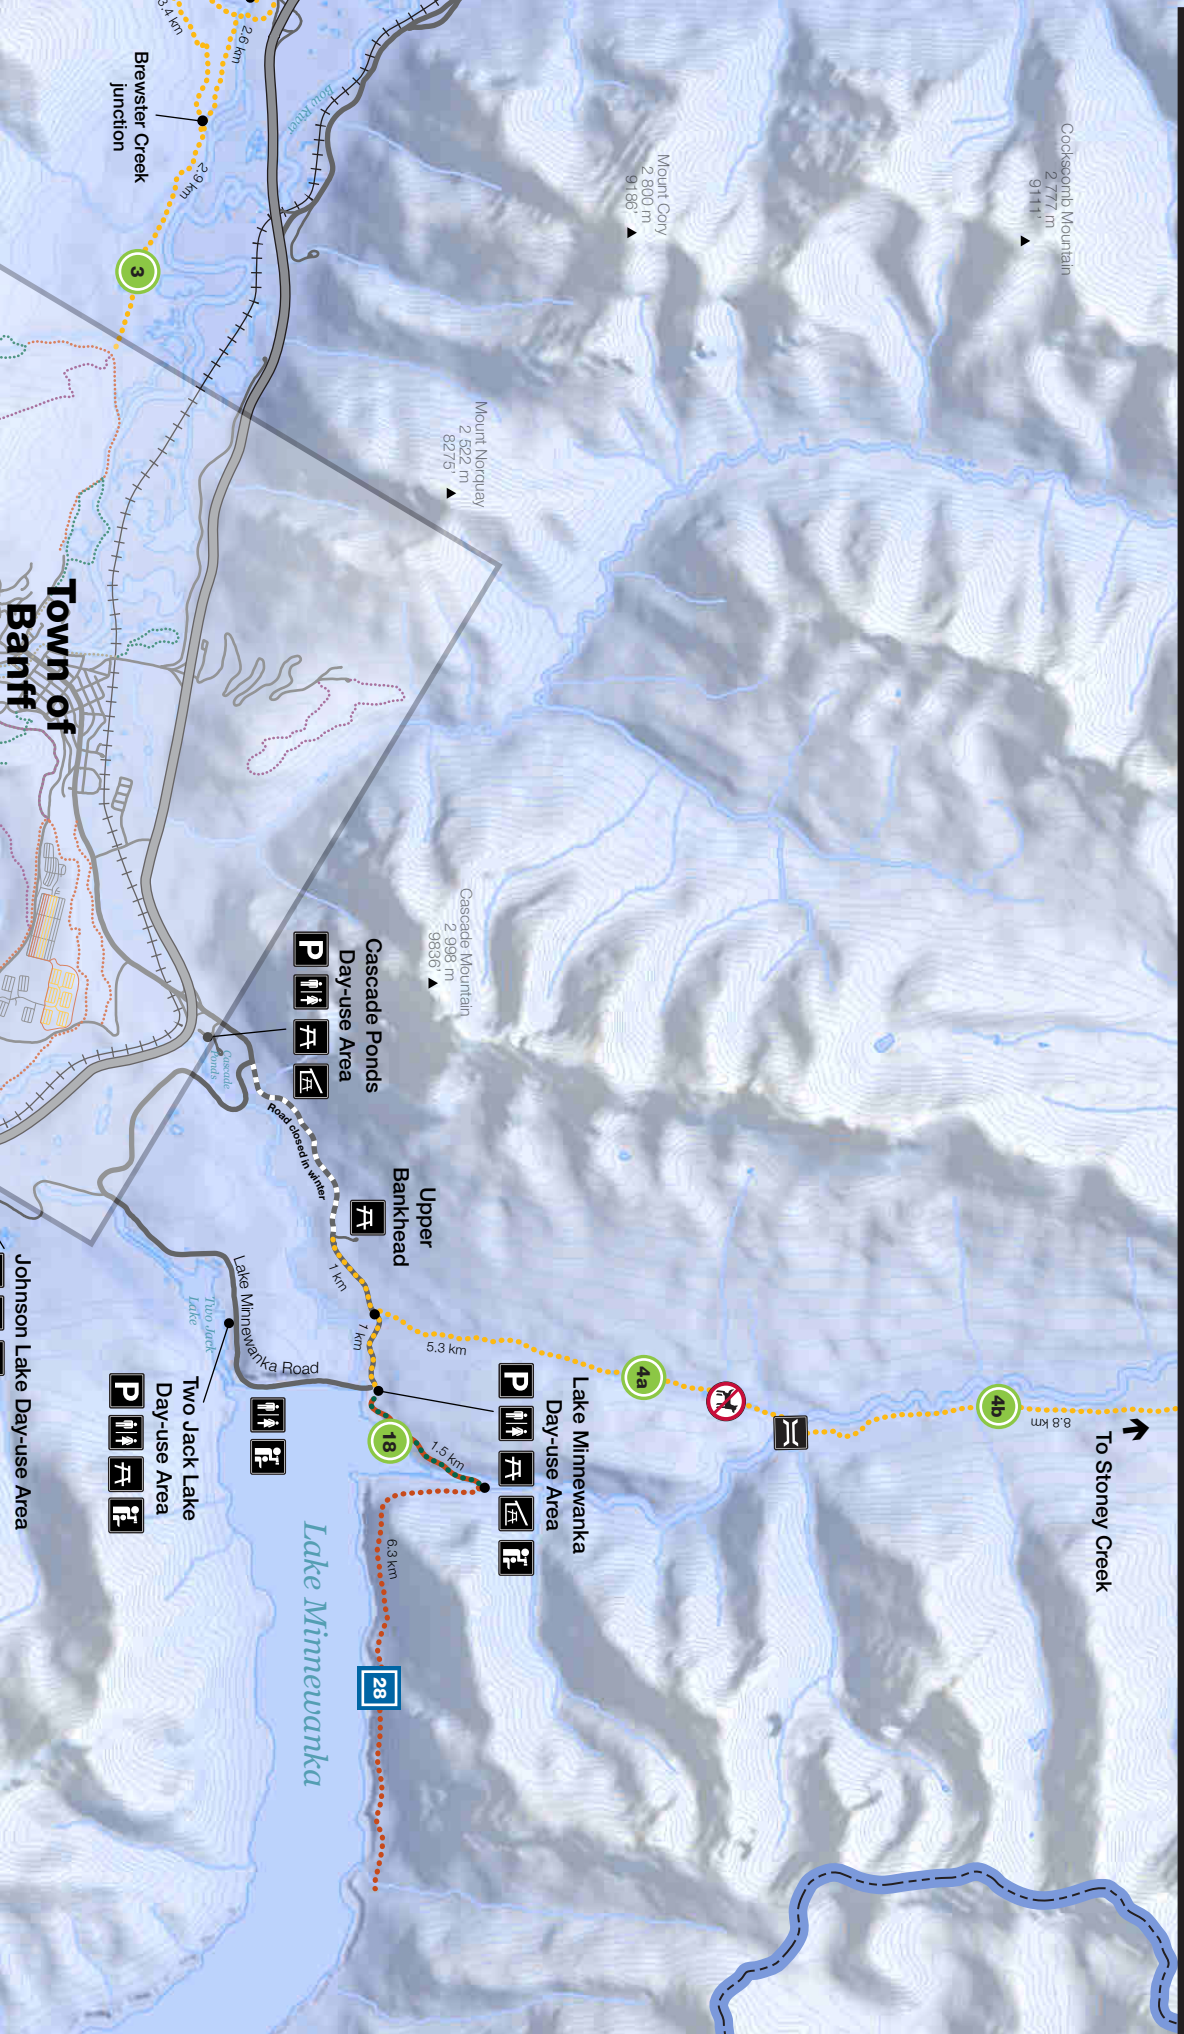 Cockscomb Mountain
2 777 m
9111'
Mount Cory
2 800 m
9186'
Mount Norquay
2 522 m
8275'
Cascade Mountain
2 998 m
9836'
To Stoney Creek
8.8 km
4b
4a
5.3 km
Lake Minnewanka
Day-use Area
P
1.5 km
18
6.3 km
28
Upper
Bankhead
1 km
1 km
Cascade Ponds
Day-use Area
P
Road closed in winter
Cascade
Ponds
Lake Minnewanka
Lake Minnewanka Road
Two Jack
Lake
Two Jack Lake
Day-use Area
P
Bow River
2.6 km
3.4 km
Brewster Creek
junction
2.9 km
3
Town of
Banff
Johnson Lake Day-use Area